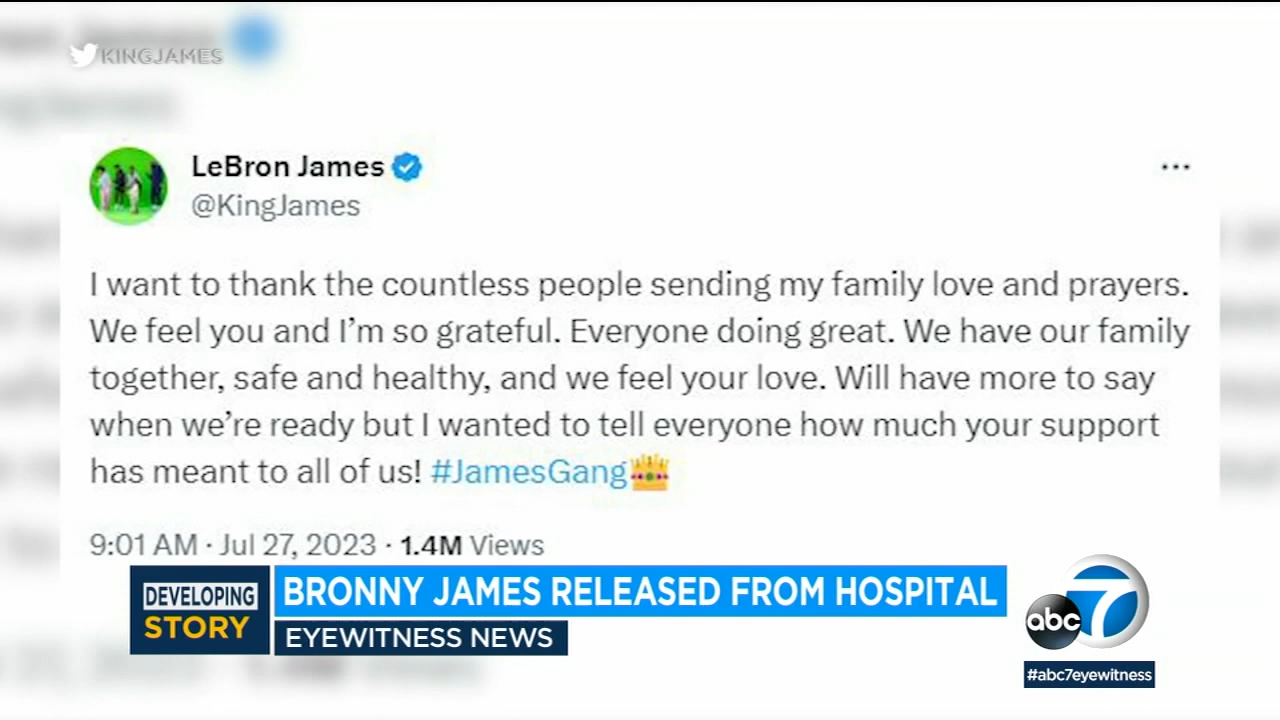 KINGJAMES
LeBron James
@KingJames
I want to thank the countless people sending my family love and prayers.
We feel you and I’m so grateful. Everyone doing great. We have our family
together, safe and healthy, and we feel your love. Will have more to say
when we’re ready but I wanted to tell everyone how much your support
has meant to all of us! #JamesGang👑
9:01 AM · Jul 27, 2023 · 1.4M Views
DEVELOPING
STORY
BRONNY JAMES RELEASED FROM HOSPITAL
EYEWITNESS NEWS
abc 7
#abc7eyewitness